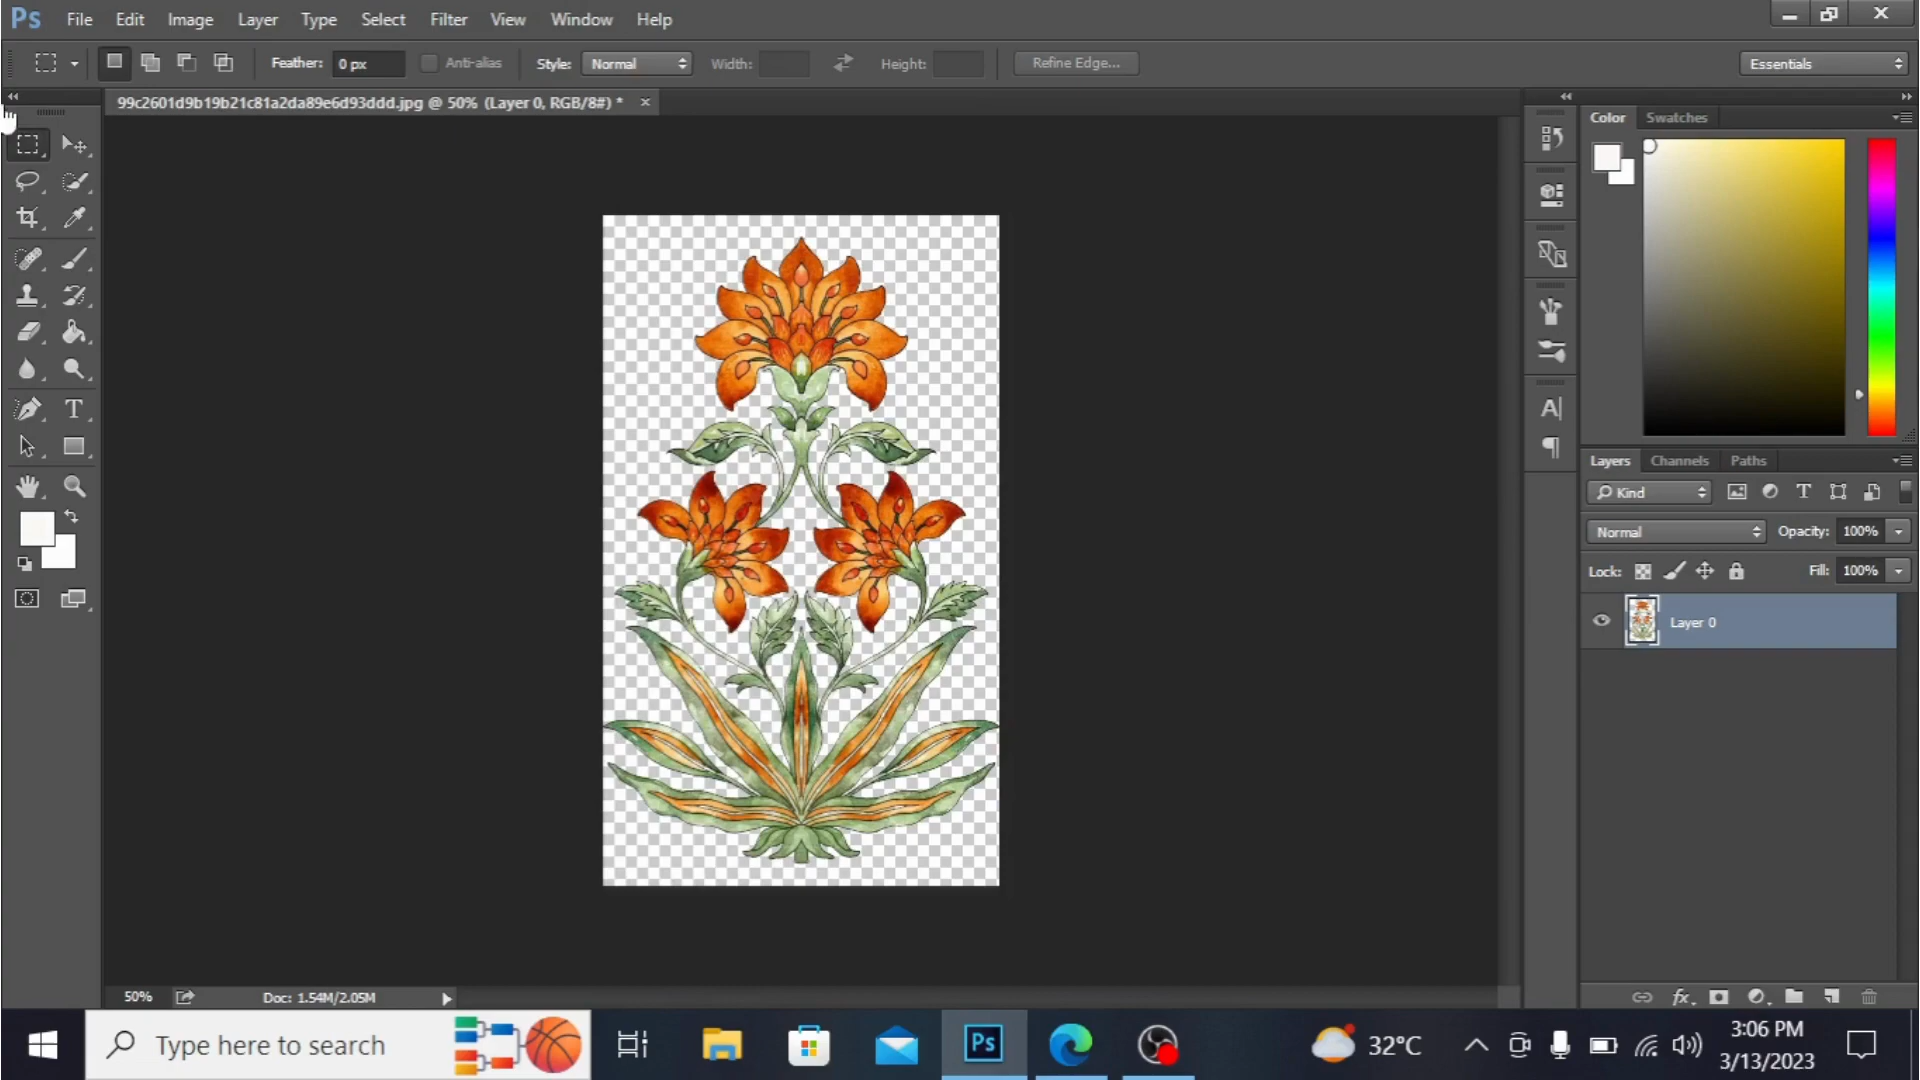 Ps File Edit Image Layer Type Select Filter View Window Help
Feather: 0 px Anti-alias Style: Normal Width: Height: Refine Edge... Essentials
99c2601d9b19b21c81a2da89e6d93ddd.jpg @ 50% (Layer 0, RGB/8#) *
Color Swatches
Layers Channels Paths
Kind
Normal Opacity: 100%
Lock: Fill: 100%
Layer 0
50% Doc: 1.54M/2.05M
fx
Type here to search
Ps
32°C
3:06 PM
3/13/2023